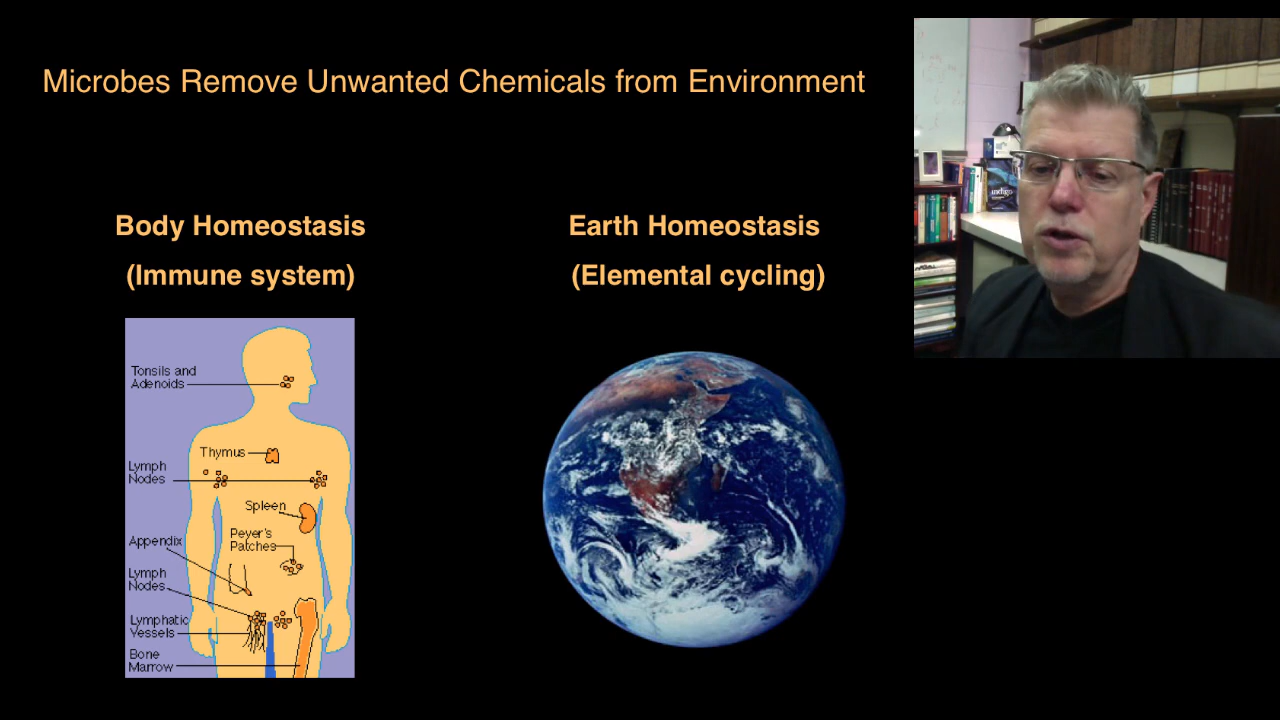 Microbes Remove Unwanted Chemicals from Environment
Body Homeostasis
(Immune system)
Earth Homeostasis
(Elemental cycling)
Tonsils and
Adenoids
Thymus
Lymph
Nodes
Spleen
Peyer's
Patches
Appendix
Lymph
Nodes
Lymphatic
Vessels
Bone
Marrow
indigo